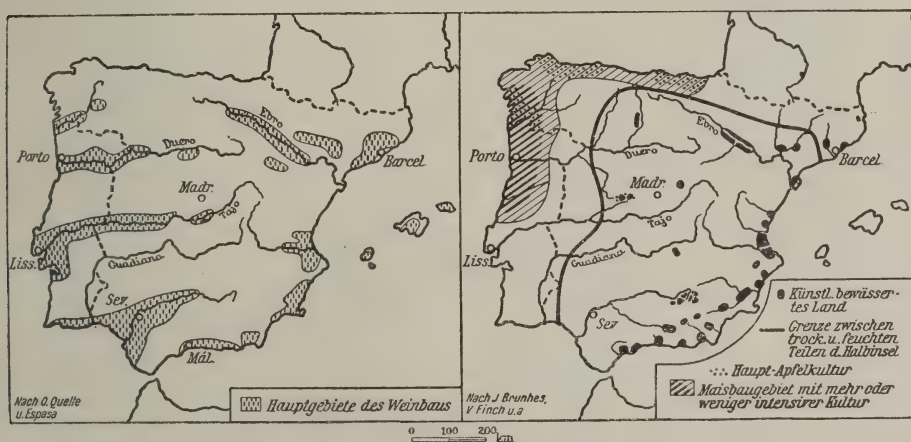 Ebro
Duero
Porto
Barcel.
Madr.
Tajo
Liss.
Guadiana
Sev.
Mál.
Nach O. Quelle
u. Espasa
Hauptgebiete des Weinbaus
Ebro
Duero
Porto
Barcel.
Madr.
Tajo
Liss.
Guadiana
Sev.
Künstl. bewässer-
tes Land
Grenze zwischen
trock. u. feuchten
Teilen d. Halbinsel
Haupt-Apfelkultur
Maisbaugebiet mit mehr oder
weniger intensiver Kultur
Nach J. Brunhes,
V. Finch u. a
0 100 200 km